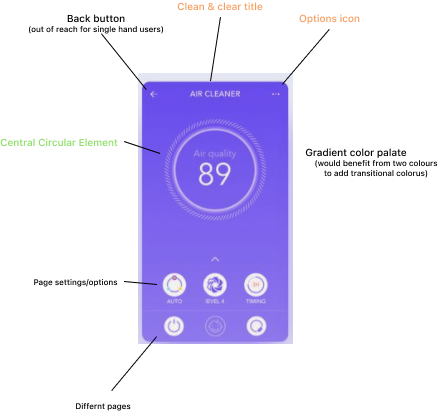 Clean & clear title
Back button
(out of reach for single hand users)
Options icon
AIR CLEANER
Central Circular Element
Air quality
89
Gradient color palate
(would benefit from two colours
to add transitional colorus)
Page settings/options
AUTO
lEVEL 4
TIMING
Differnt pages